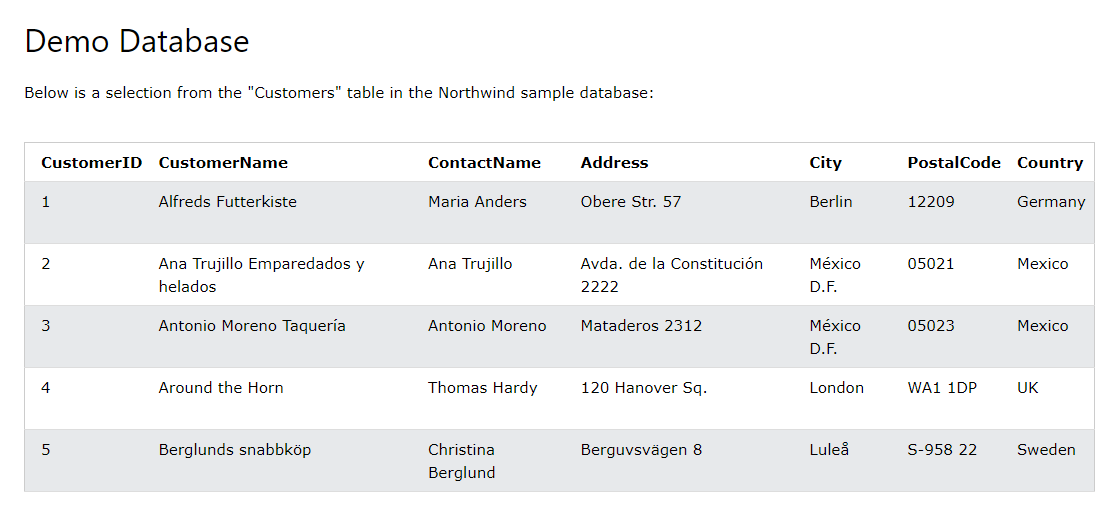 Demo Database
Below is a selection from the "Customers" table in the Northwind sample database:
CustomerID CustomerName ContactName Address City PostalCode Country
1 Alfreds Futterkiste Maria Anders Obere Str. 57 Berlin 12209 Germany
2 Ana Trujillo Emparedados y Ana Trujillo Avda. de la Constitución México 05021 Mexico
helados 2222 D.F.
3 Antonio Moreno Taquería Antonio Moreno Mataderos 2312 México 05023 Mexico
D.F.
4 Around the Horn Thomas Hardy 120 Hanover Sq. London WA1 1DP UK
5 Berglunds snabbköp Christina Berguvsvägen 8 Luleå S-958 22 Sweden
Berglund